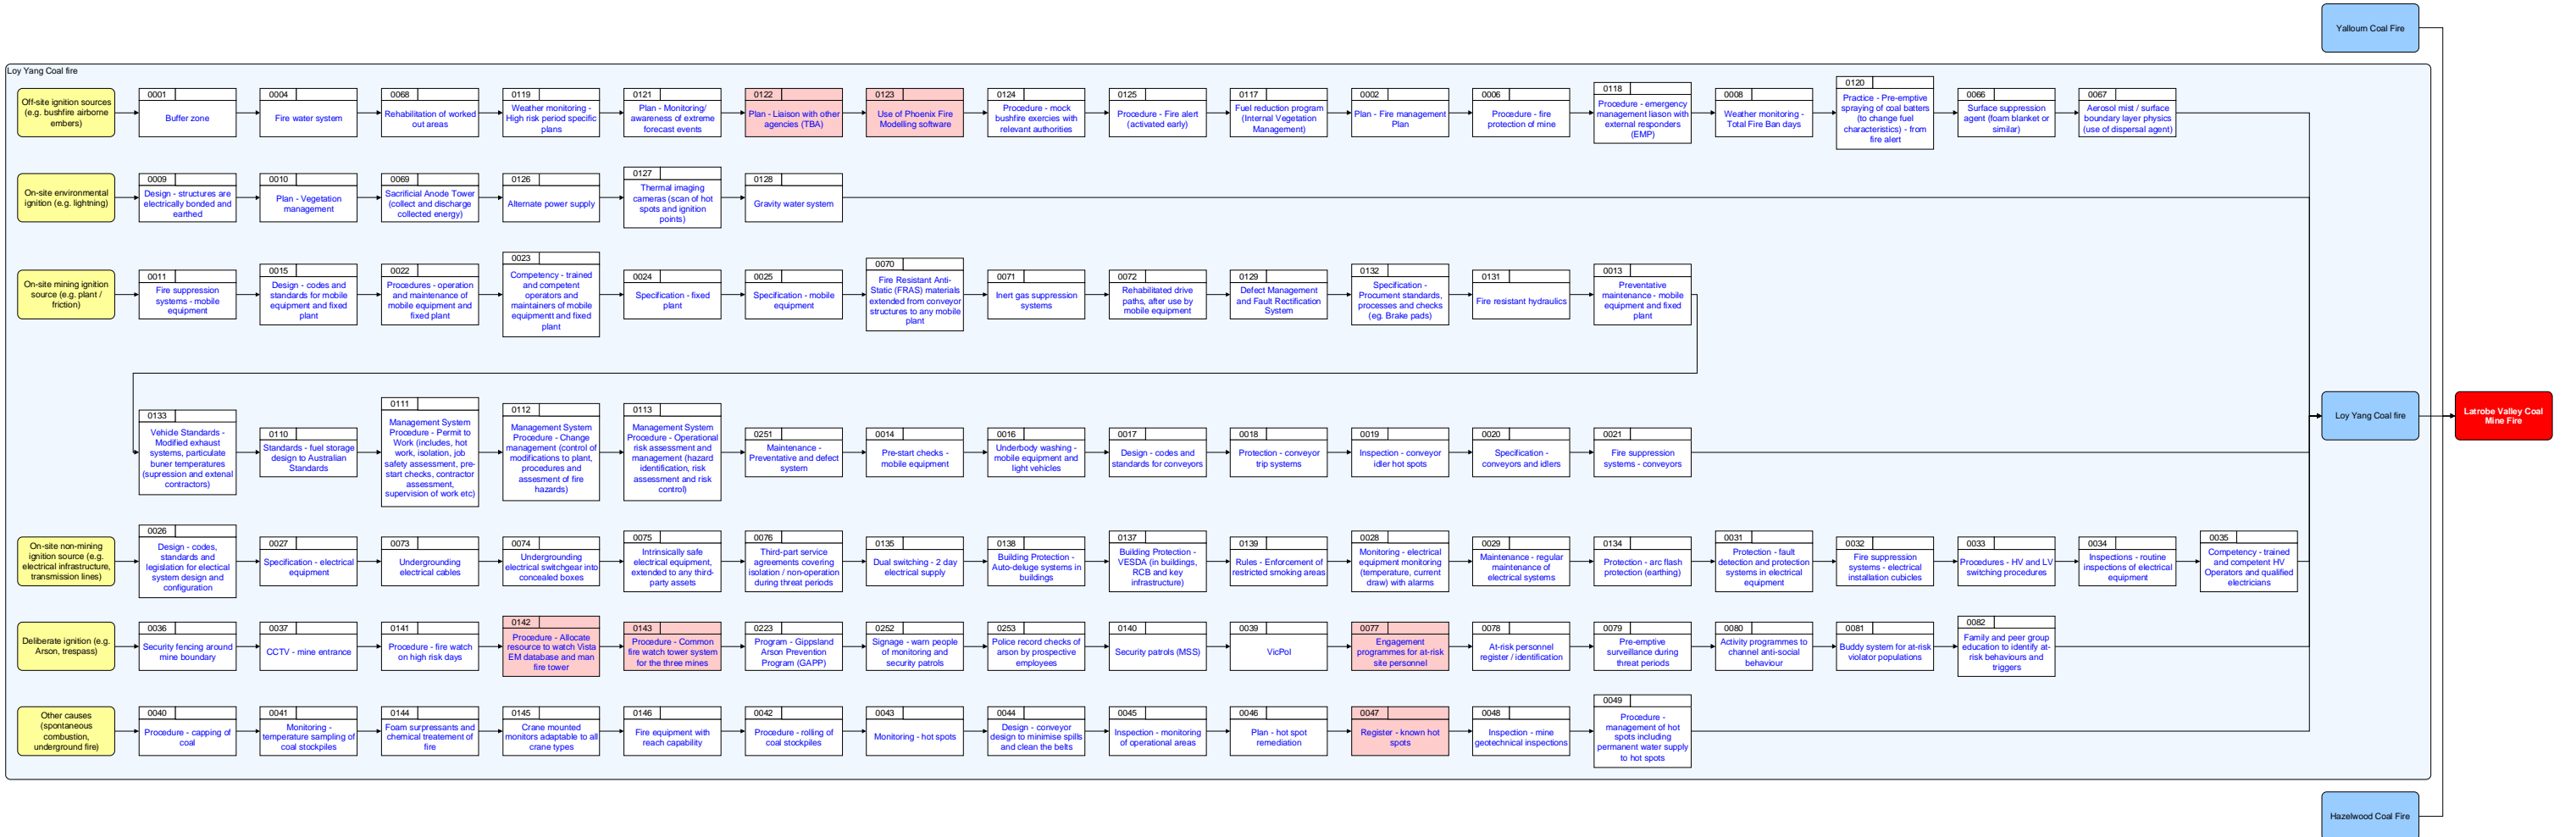 Yalloum Coal Fire
Loy Yang Coal fire
Off-site ignition sources
(e.g. bushfire airborne
embers)
0001
Buffer zone
0004
Fire water system
0068
Rehabilitation of worked
out areas
0119
Weather monitoring -
High risk period specific
plans
0121
Plan - Monitoring/
awareness of extreme
forecast events
0122
Plan - Liaison with other
agencies (TBA)
0123
Use of Phoenix Fire
Modelling software
0124
Procedure - mock
bushfire exercies with
relevant authorities
0125
Procedure - Fire alert
(activated early)
0117
Fuel reduction program
(Internal Vegetation
Management)
0002
Plan - Fire management
Plan
0006
Procedure - fire
protection of mine
0118
Procedure - emergency
management liason with
external responders
(EMP)
0008
Weather monitoring -
Total Fire Ban days
0120
Practice - Pre-emptive
spraying of coal batters
(to change fuel
characteristics) - from
fire alert
0066
Surface suppression
agent (foam blanket or
similar)
0067
Aerosol mist / surface
boundary layer physics
(use of dispersal agent)
On-site environmental
ignition (e.g. lightning)
0009
Design - structures are
electrically bonded and
earthed
0010
Plan - Vegetation
management
0069
Sacrificial Anode Tower
(collect and discharge
collected energy)
0126
Alternate power supply
0127
Thermal imaging
cameras (scan of hot
spots and ignition
points)
0128
Gravity water system
On-site mining ignition
source (e.g. plant /
friction)
0011
Fire suppression
systems - mobile
equipment
0015
Design - codes and
standards for mobile
equipment and fixed
plant
0022
Procedures - operation
and maintenance of
mobile equipment and
fixed plant
0023
Competency - trained
and competent
operators and
maintainers of mobile
equipmentt and fixed
plant
0024
Specification - fixed
plant
0025
Specification - mobile
equipment
0070
Fire Resistant Anti-
Static (FRAS) materials
extended from conveyor
structures to any mobile
plant
0071
Inert gas suppression
systems
0072
Rehabilitated drive
paths, after use by
mobile equipment
0129
Defect Management
and Fault Rectification
System
0132
Specification -
Procument standards,
processes and checks
(eg. Brake pads)
0131
Fire resistant hydraulics
0013
Preventative
maintenance - mobile
equipment and fixed
plant
0133
Vehicle Standards -
Modified exhaust
systems, particulate
buner temperatures
(supression and extenal
contractors)
0110
Standards - fuel storage
design to Australian
Standards
0111
Management System
Procedure - Permit to
Work (includes, hot
work, isolation, job
safety assessment, pre-
start checks, contractor
assessment,
supervision of work etc)
0112
Management System
Procedure - Change
management (control of
modifications to plant,
procedures and
assesment of fire
hazards)
0113
Management System
Procedure - Operational
risk assessment and
management (hazard
identification, risk
assessment and risk
control)
0251
Maintenance -
Preventative and defect
system
0014
Pre-start checks -
mobile equipment
0016
Underbody washing -
mobile equipment and
light vehicles
0017
Design - codes and
standards for conveyors
0018
Protection - conveyor
trip systems
0019
Inspection - conveyor
idler hot spots
0020
Specification -
conveyors and idlers
0021
Fire suppression
systems - conveyors
Loy Yang Coal fire
Latrobe Valley Coal
Mine Fire
On-site non-mining
ignition source (e.g.
electrical infrastructure,
transmission lines)
0026
Design - codes,
standards and
legislation for electical
system design and
configuration
0027
Specification - electrical
equipment
0073
Undergrounding
electrical cables
0074
Undergrounding
electrical switchgear into
concealed boxes
0075
Intrinsically safe
electrical equipment,
extended to any third-
party assets
0076
Third-part service
agreements covering
isolation / non-operation
during threat periods
0135
Dual switching - 2 day
electrical supply
0138
Building Protection -
Auto-deluge systems in
buildings
0137
Building Protection -
VESDA (in buildings,
RCB and key
infrastructure)
0139
Rules - Enforcement of
restricted smoking areas
0028
Monitoring - electrical
equipment monitoring
(temperature, current
draw) with alarms
0029
Maintenance - regular
maintenance of
electrical systems
0134
Protection - arc flash
protection (earthing)
0031
Protection - fault
detection and protection
systems in electrical
equipment
0032
Fire suppression
systems - electrical
installation cubicles
0033
Procedures - HV and LV
switching procedures
0034
Inspections - routine
inspections of electrical
equipment
0035
Competency - trained
and competent HV
Operators and qualified
electricians
Deliberate ignition (e.g.
Arson, trespass)
0036
Security fencing around
mine boundary
0037
CCTV - mine entrance
0141
Procedure - fire watch
on high risk days
0142
Procedure - Allocate
resource to watch Vista
EM database and man
fire tower
0143
Procedure - Common
fire watch tower system
for the three mines
0223
Program - Gippsland
Arson Prevention
Program (GAPP)
0252
Signage - warn people
of monitoring and
security patrols
0253
Police record checks of
arson by prospective
employees
0140
Security patrols (MSS)
0039
VicPol
0077
Engagement
programmes for at-risk
site personnel
0078
At-risk personnel
register / identification
0079
Pre-emptive
surveillance during
threat periods
0080
Activity programmes to
channel anti-social
behaviour
0081
Buddy system for at-risk
violator populations
0082
Family and peer group
education to identify at-
risk behaviours and
triggers
Other causes
(spontaneous
combustion,
underground fire)
0040
Procedure - capping of
coal
0041
Monitoring -
temperature sampling of
coal stockpiles
0144
Foam surpressants and
chemical treatement of
fire
0145
Crane mounted
monitors adaptable to all
crane types
0146
Fire equipment with
reach capability
0042
Procedure - rolling of
coal stockpiles
0043
Monitoring - hot spots
0044
Design - conveyor
design to minimise spills
and clean the belts
0045
Inspection - monitoring
of operational areas
0046
Plan - hot spot
remediation
0047
Register - known hot
spots
0048
Inspection - mine
geotechnical inspections
0049
Procedure -
management of hot
spots including
permanent water supply
to hot spots
Hazelwood Coal Fire